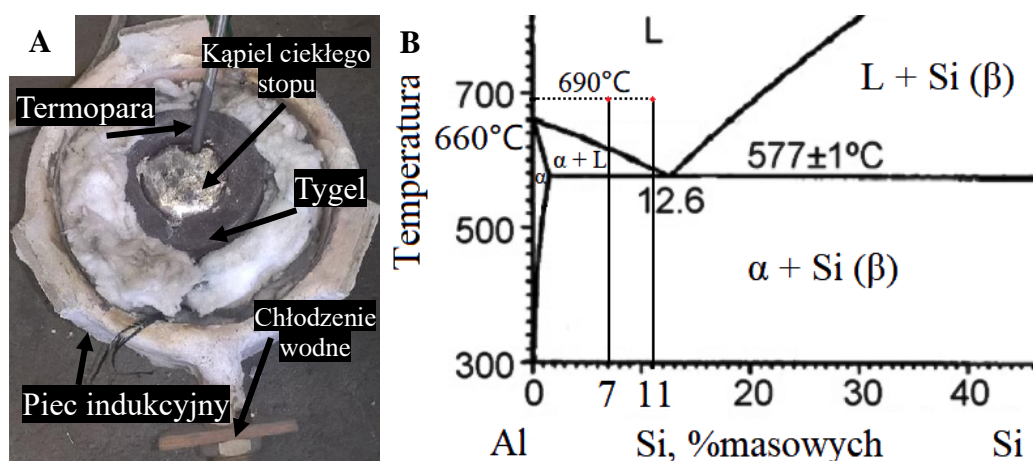 A
Kąpiel ciekłego
stopu
Termopara
Tygel
Chłodzenie
wodne
Piec indukcyjny
B
Temperatura
L
L + Si (β)
690°C
700
660°C
α + L
577±1°C
α
12.6
500
α + Si (β)
300
0
7
11
20
40
Al
Si, %masowych
Si